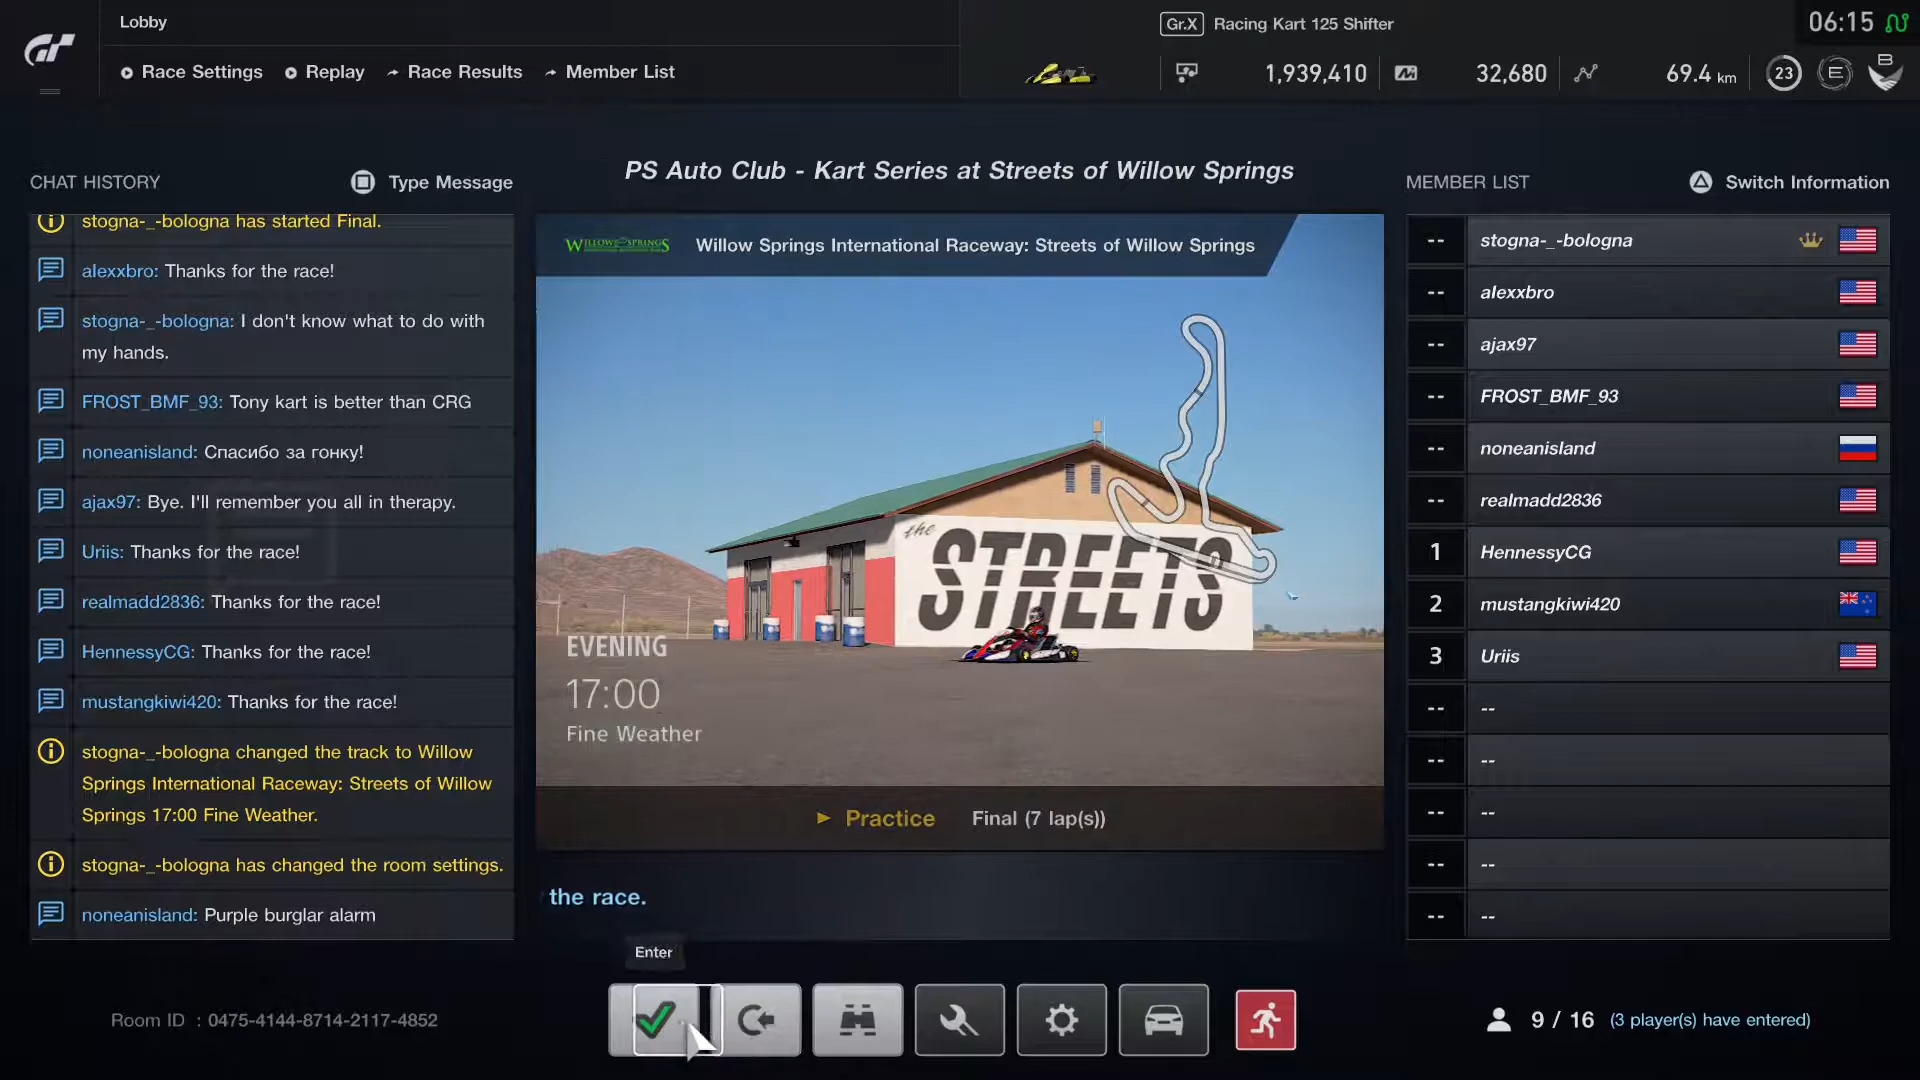 Lobby
Gr.X Racing Kart 125 Shifter
06:15
Race Settings
Replay
Race Results
Member List
1,939,410
32,680
69.4 km
23
E
B
CHAT HISTORY
Type Message
stogna-_-bologna has started Final.
alexxbro: Thanks for the race!
stogna-_-bologna: I don't know what to do with
my hands.
FROST_BMF_93: Tony kart is better than CRG
noneanisland: Спасибо за гонку!
ajax97: Bye. I'll remember you all in therapy.
Uriis: Thanks for the race!
realmadd2836: Thanks for the race!
HennessyCG: Thanks for the race!
mustangkiwi420: Thanks for the race!
stogna-_-bologna changed the track to Willow
Springs International Raceway: Streets of Willow
Springs 17:00 Fine Weather.
stogna-_-bologna has changed the room settings.
noneanisland: Purple burglar alarm
PS Auto Club - Kart Series at Streets of Willow Springs
WILLOW SPRINGS
Willow Springs International Raceway: Streets of Willow Springs
the
STREETS
EVENING
17:00
Fine Weather
Practice
Final (7 lap(s))
the race.
MEMBER LIST
Switch Information
-- stogna-_-bologna
-- alexxbro
-- ajax97
-- FROST_BMF_93
-- noneanisland
-- realmadd2836
1 HennessyCG
2 mustangkiwi420
3 Uriis
-- --
-- --
-- --
-- --
-- --
Enter
Room ID : 0475-4144-8714-2117-4852
9 / 16 (3 player(s) have entered)